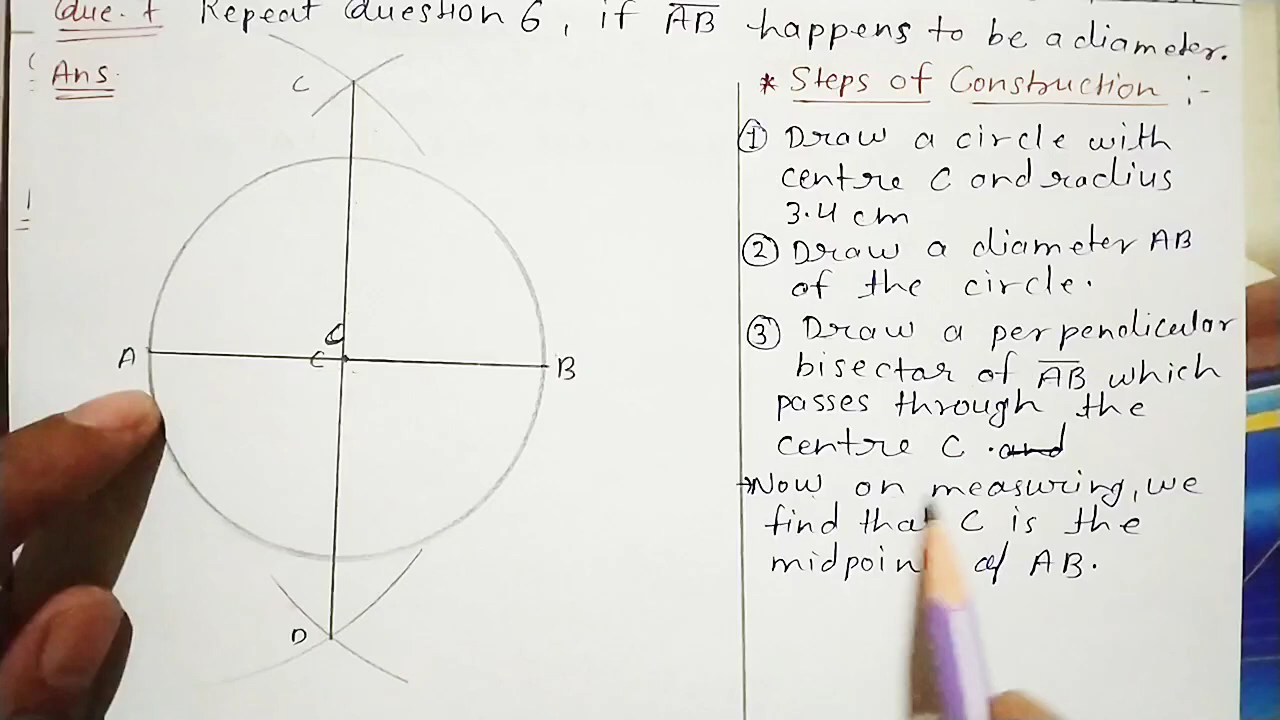 Que. 7 Repeat Question 6, if AB happens to be a diameter.
Ans.
C
A
C
C
B
D
* Steps of Construction :-
① Draw a circle with
centre C and radius
3.4 cm
② Draw a diameter AB
of the circle.
③ Draw a perpendicular
bisector of AB which
passes through the
centre C . and
→ Now on measuring, we
find that C is the
midpoint of AB.